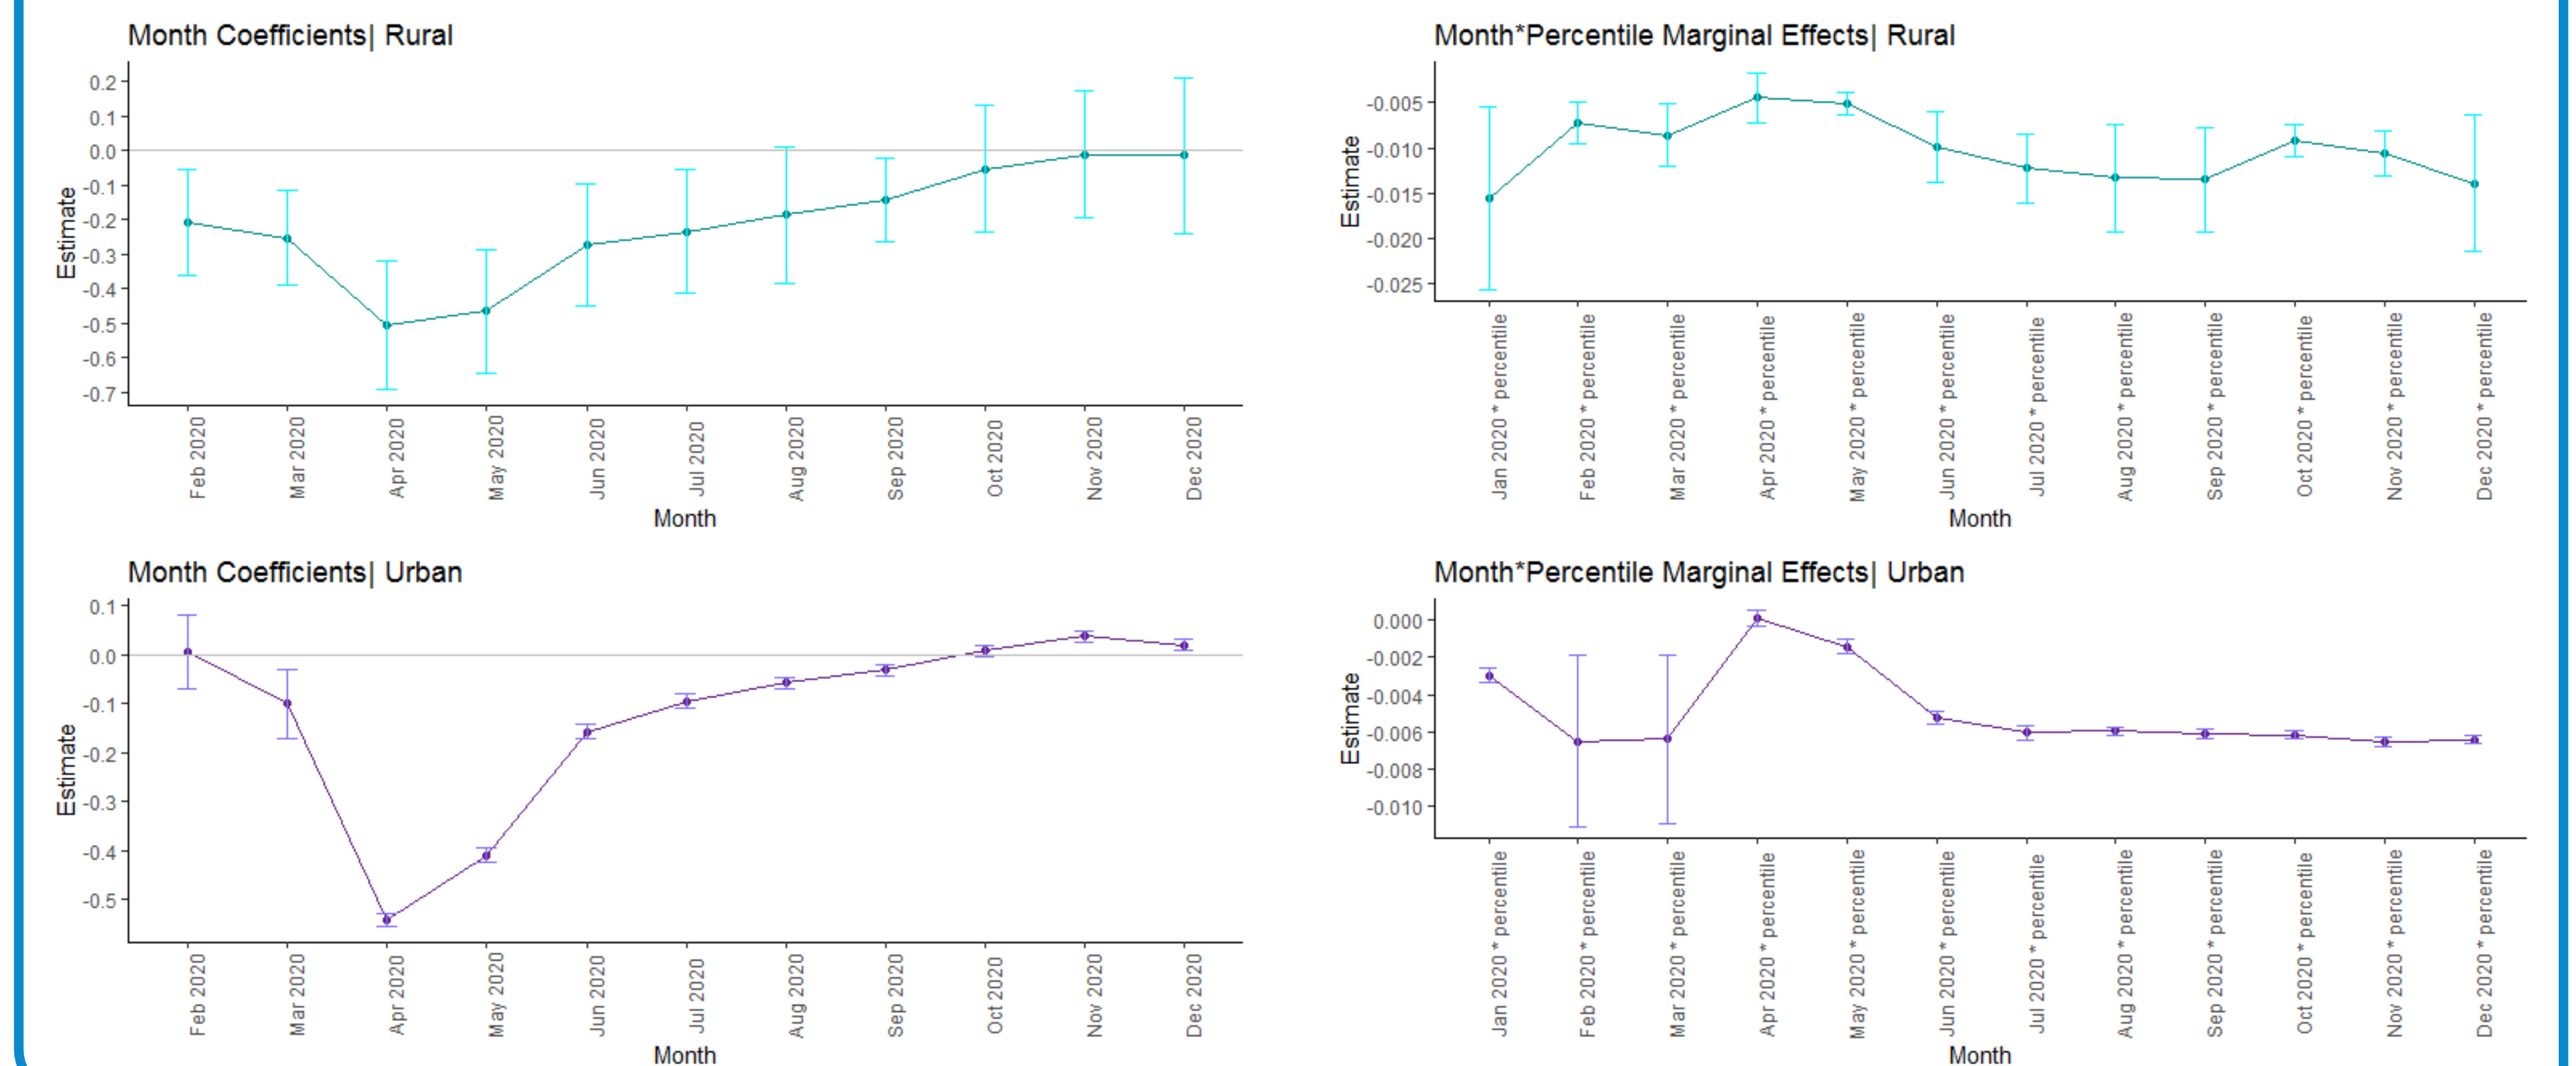 Month Coefficients| Rural
Estimate
0.2
0.1
0.0
-0.1
-0.2
-0.3
-0.4
-0.5
-0.6
-0.7
Feb 2020
Mar 2020
Apr 2020
May 2020
Jun 2020
Jul 2020
Aug 2020
Sep 2020
Oct 2020
Nov 2020
Dec 2020
Month
Month*Percentile Marginal Effects| Rural
Estimate
-0.005
-0.010
-0.015
-0.020
-0.025
Jan 2020 * percentile
Feb 2020 * percentile
Mar 2020 * percentile
Apr 2020 * percentile
May 2020 * percentile
Jun 2020 * percentile
Jul 2020 * percentile
Aug 2020 * percentile
Sep 2020 * percentile
Oct 2020 * percentile
Nov 2020 * percentile
Dec 2020 * percentile
Month
Month Coefficients| Urban
Estimate
0.1
0.0
-0.1
-0.2
-0.3
-0.4
-0.5
Feb 2020
Mar 2020
Apr 2020
May 2020
Jun 2020
Jul 2020
Aug 2020
Sep 2020
Oct 2020
Nov 2020
Dec 2020
Month
Month*Percentile Marginal Effects| Urban
Estimate
0.000
-0.002
-0.004
-0.006
-0.008
-0.010
Jan 2020 * percentile
Feb 2020 * percentile
Mar 2020 * percentile
Apr 2020 * percentile
May 2020 * percentile
Jun 2020 * percentile
Jul 2020 * percentile
Aug 2020 * percentile
Sep 2020 * percentile
Oct 2020 * percentile
Nov 2020 * percentile
Dec 2020 * percentile
Month